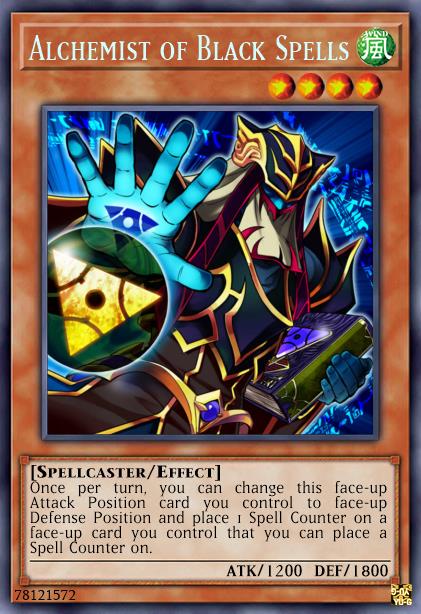 Alchemist of Black Spells
WIND
風
[Spellcaster/Effect]
Once per turn, you can change this face-up
Attack Position card you control to face-up
Defense Position and place 1 Spell Counter on a
face-up card you control that you can place a
Spell Counter on.
ATK/1200 DEF/1800
78121572